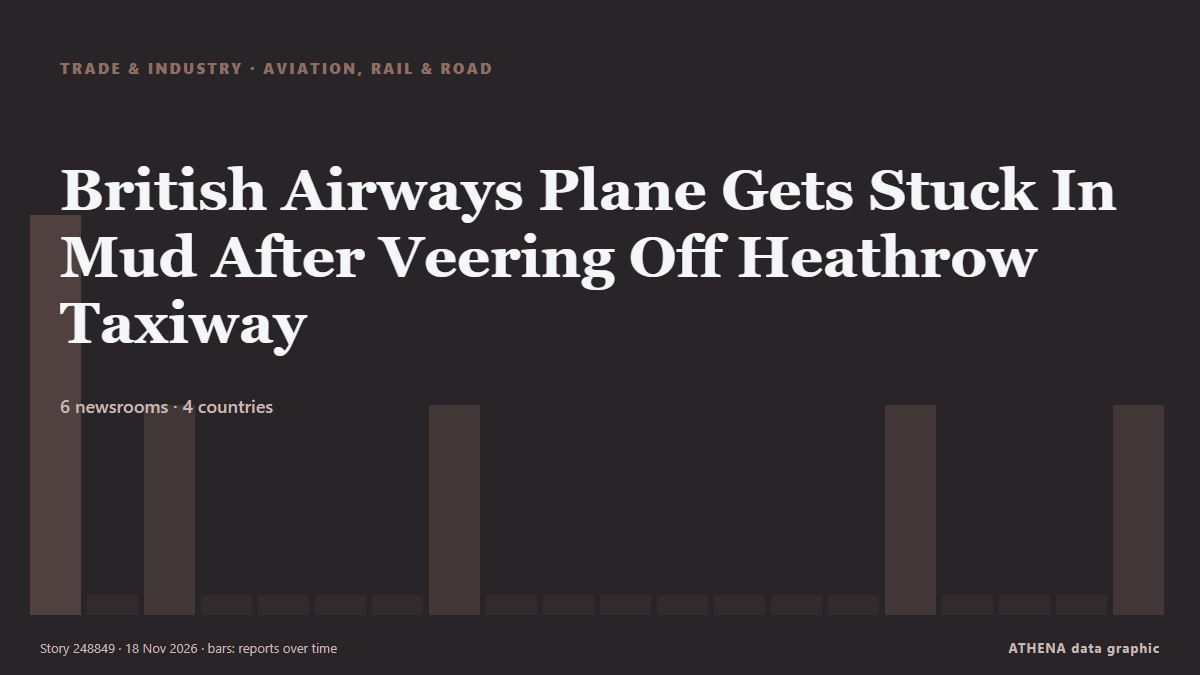 TRADE & INDUSTRY · AVIATION, RAIL & ROAD
British Airways Plane Gets Stuck In
Mud After Veering Off Heathrow
Taxiway
6 newsrooms · 4 countries
Story 248849 · 18 Nov 2026 · bars: reports over time
ATHENA data graphic